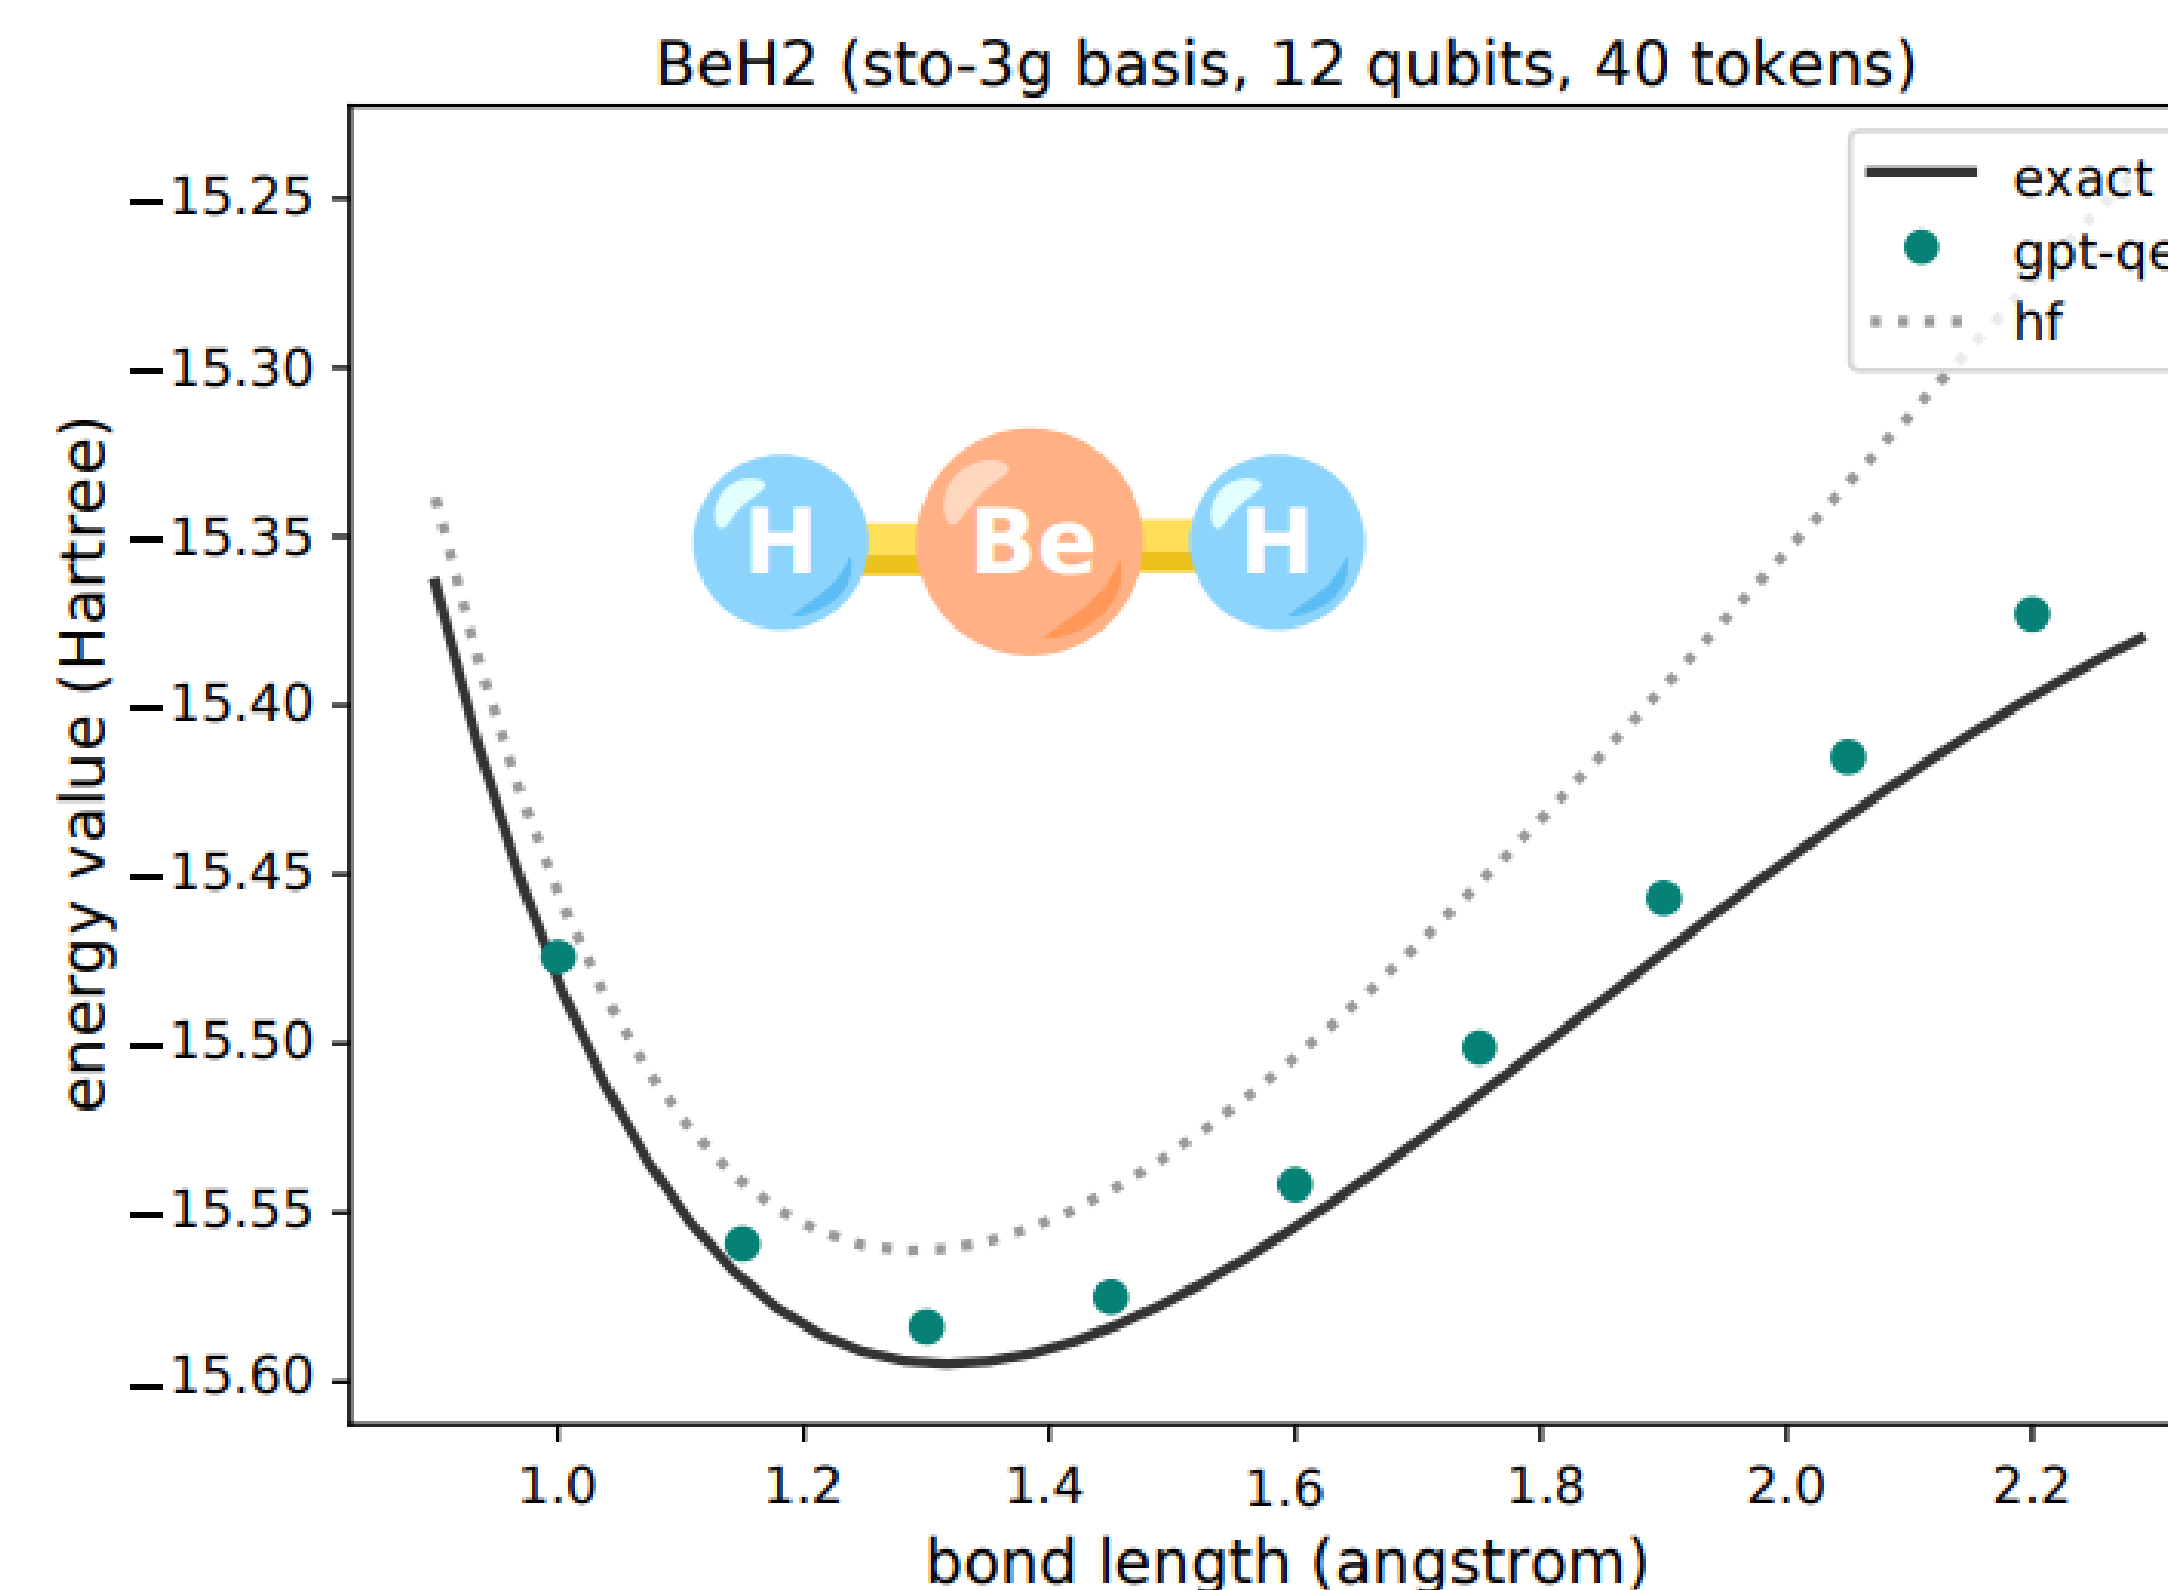 BeH2 (sto-3g basis, 12 qubits, 40 tokens)
−15.25
−15.30
−15.35
−15.40
−15.45
−15.50
−15.55
−15.60
energy value (Hartree)
exact
gpt-qe
hf
H Be H
1.0 1.2 1.4 1.6 1.8 2.0 2.2
bond length (angstrom)